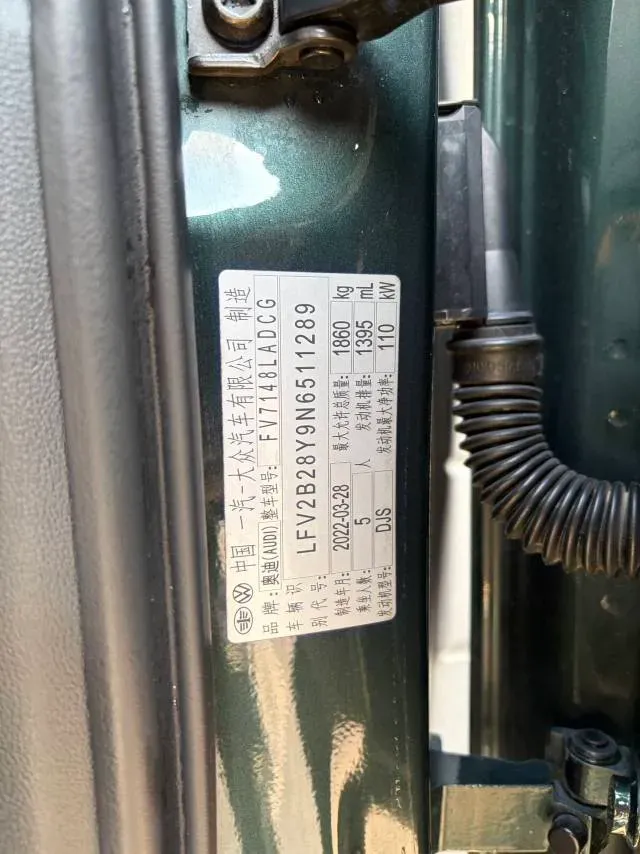 中国 一汽-大众汽车有限公司 制造
品牌:奥迪(AUDI) 整车型号: FV7148LADCG
车辆识别代号: LFV2B28Y9N6511289
制造年月: 2022-03-28 最大允许总质量: 1860 kg
乘坐人数: 5 人 发动机排量: 1395 mL
发动机型号: DJS 发动机最大净功率: 110 kW